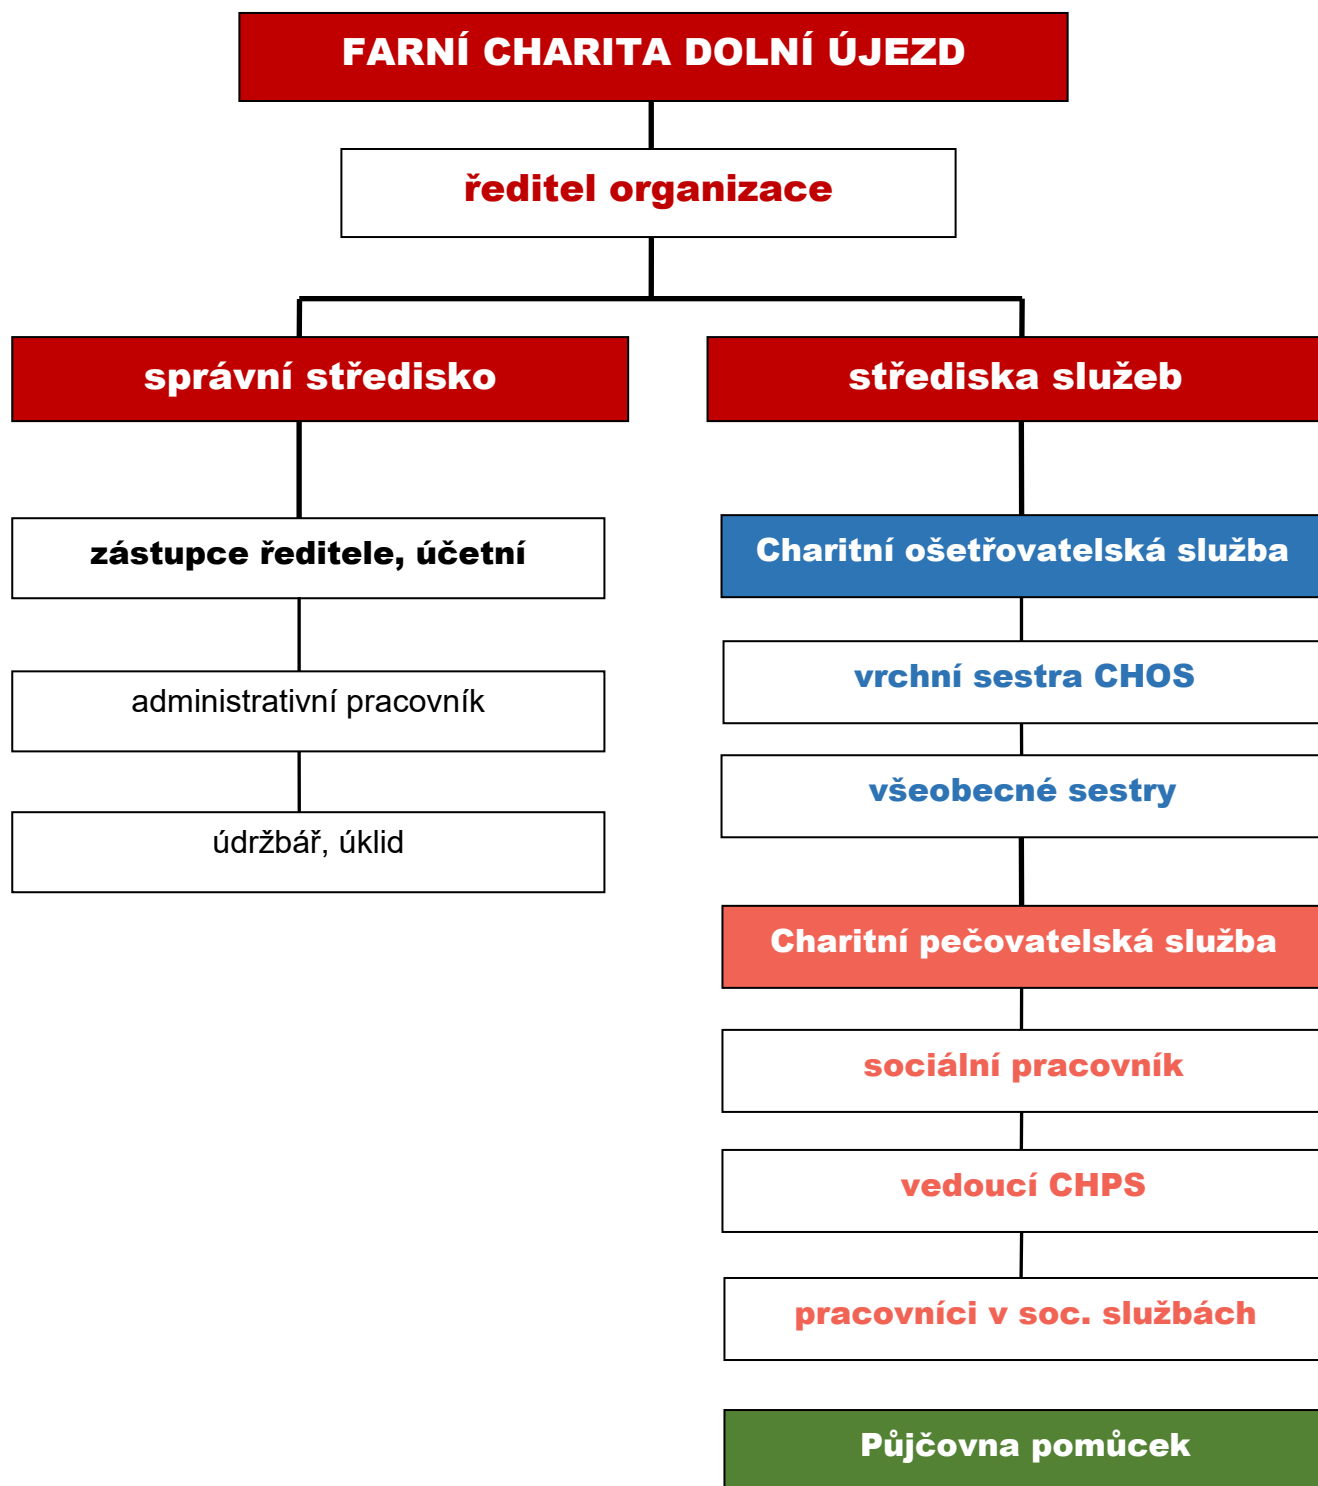 FARNÍ CHARITA DOLNÍ ÚJEZD
ředitel organizace
správní středisko
zástupce ředitele, účetní
administrativní pracovník
údržbář, úklid
střediska služeb
Charitní ošetřovatelská služba
vrchní sestra CHOS
všeobecné sestry
Charitní pečovatelská služba
sociální pracovník
vedoucí CHPS
pracovníci v soc. službách
Půjčovna pomůcek